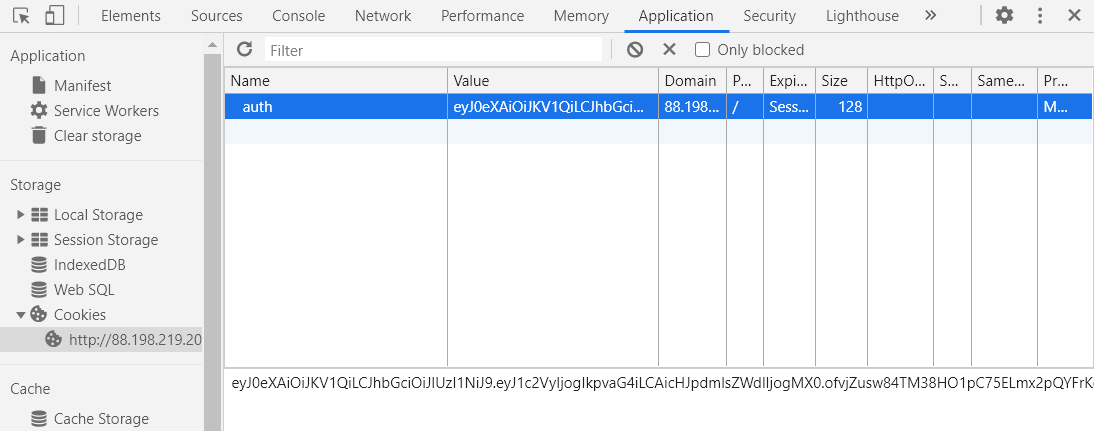 Elements Sources Console Network Performance Memory Application Security Lighthouse »
Application
Manifest
Service Workers
Clear storage
Storage
Local Storage
Session Storage
IndexedDB
Web SQL
Cookies
http://88.198.219.20
Cache
Cache Storage
Filter Only blocked
Name Value Domain P... Expi... Size HttpO... S... Same... Pr...
auth eyJ0eXAiOiJKV1QiLCJhbGci... 88.198... / Sess... 128 M...
eyJ0eXAiOiJKV1QiLCJhbGciOiJIUzI1NiJ9.eyJ1c2VyIjogIkpvaG4iLCAicHJpdmlsZWdlIjogMX0.ofvjZusw84TM38HO1pC75ELmx2pQYFrK